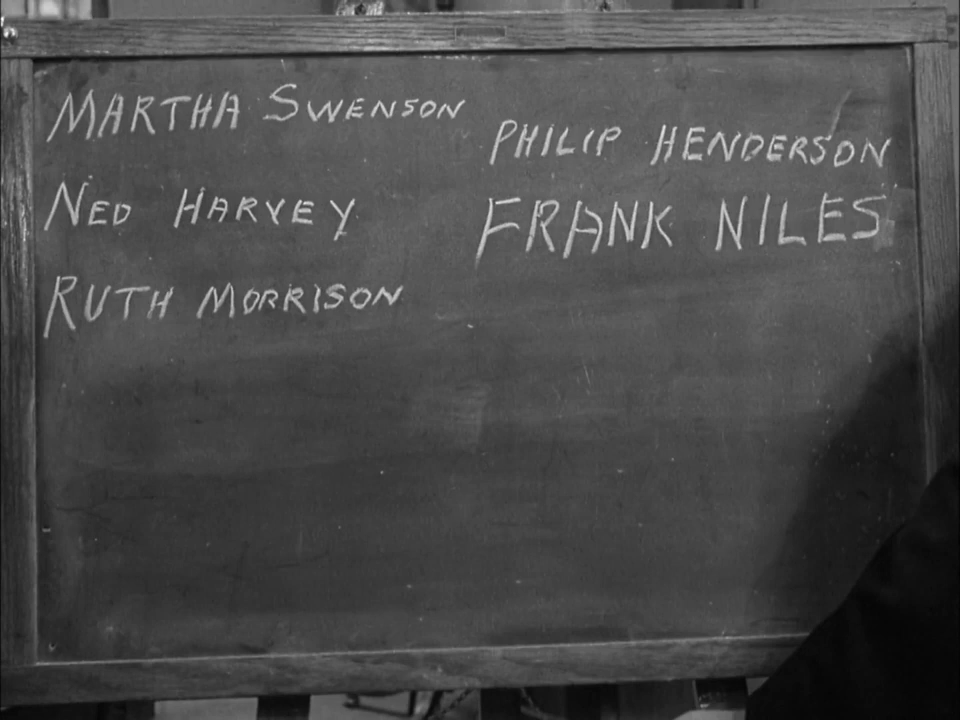 MARTHA SWENSON
NED HARVEY
RUTH MORRISON
PHILIP HENDERSON
FRANK NILES